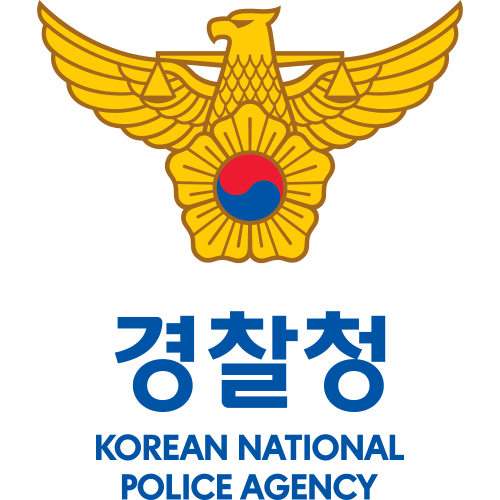 경찰청
KOREAN NATIONAL
POLICE AGENCY